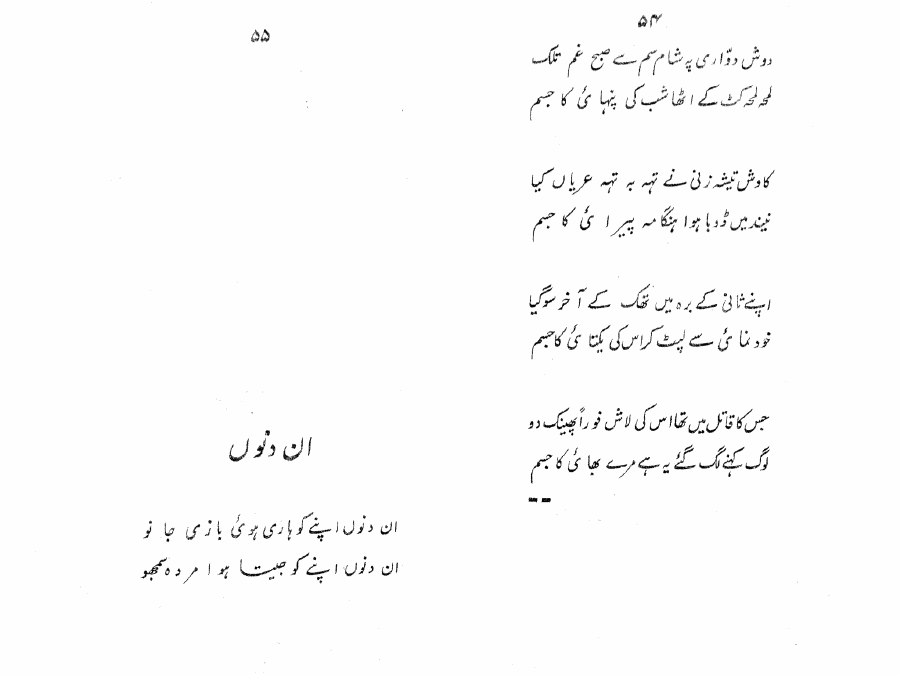 ۵۴
دوش دوّاری پہ شام سم سے صبح غم تلک
لمحہ لمحہ کٹ کے اٹھا شب کی پنہائی کا جسم
کاوش تیشہ زنی نے تہہ بہ تہہ عریاں کیا
نیند میں ڈوبا ہوا ہنگامہ پیرائی کا جسم
اپنے ثانی کے برہ میں تھک کے آخر سو گیا
خود نمائی سے لپٹ کر اس کی یکتائی کا جسم
جس کا قاتل میں تھا اس کی لاش فوراً پھینک دو
لوگ کہنے لگ گئے یہ ہے مرے بھائی کا جسم
۵۵
ان دنوں
ان دنوں اپنے کو ہاری ہوئی بازی جانو
ان دنوں اپنے کو جیتا ہوا مردہ سمجھو